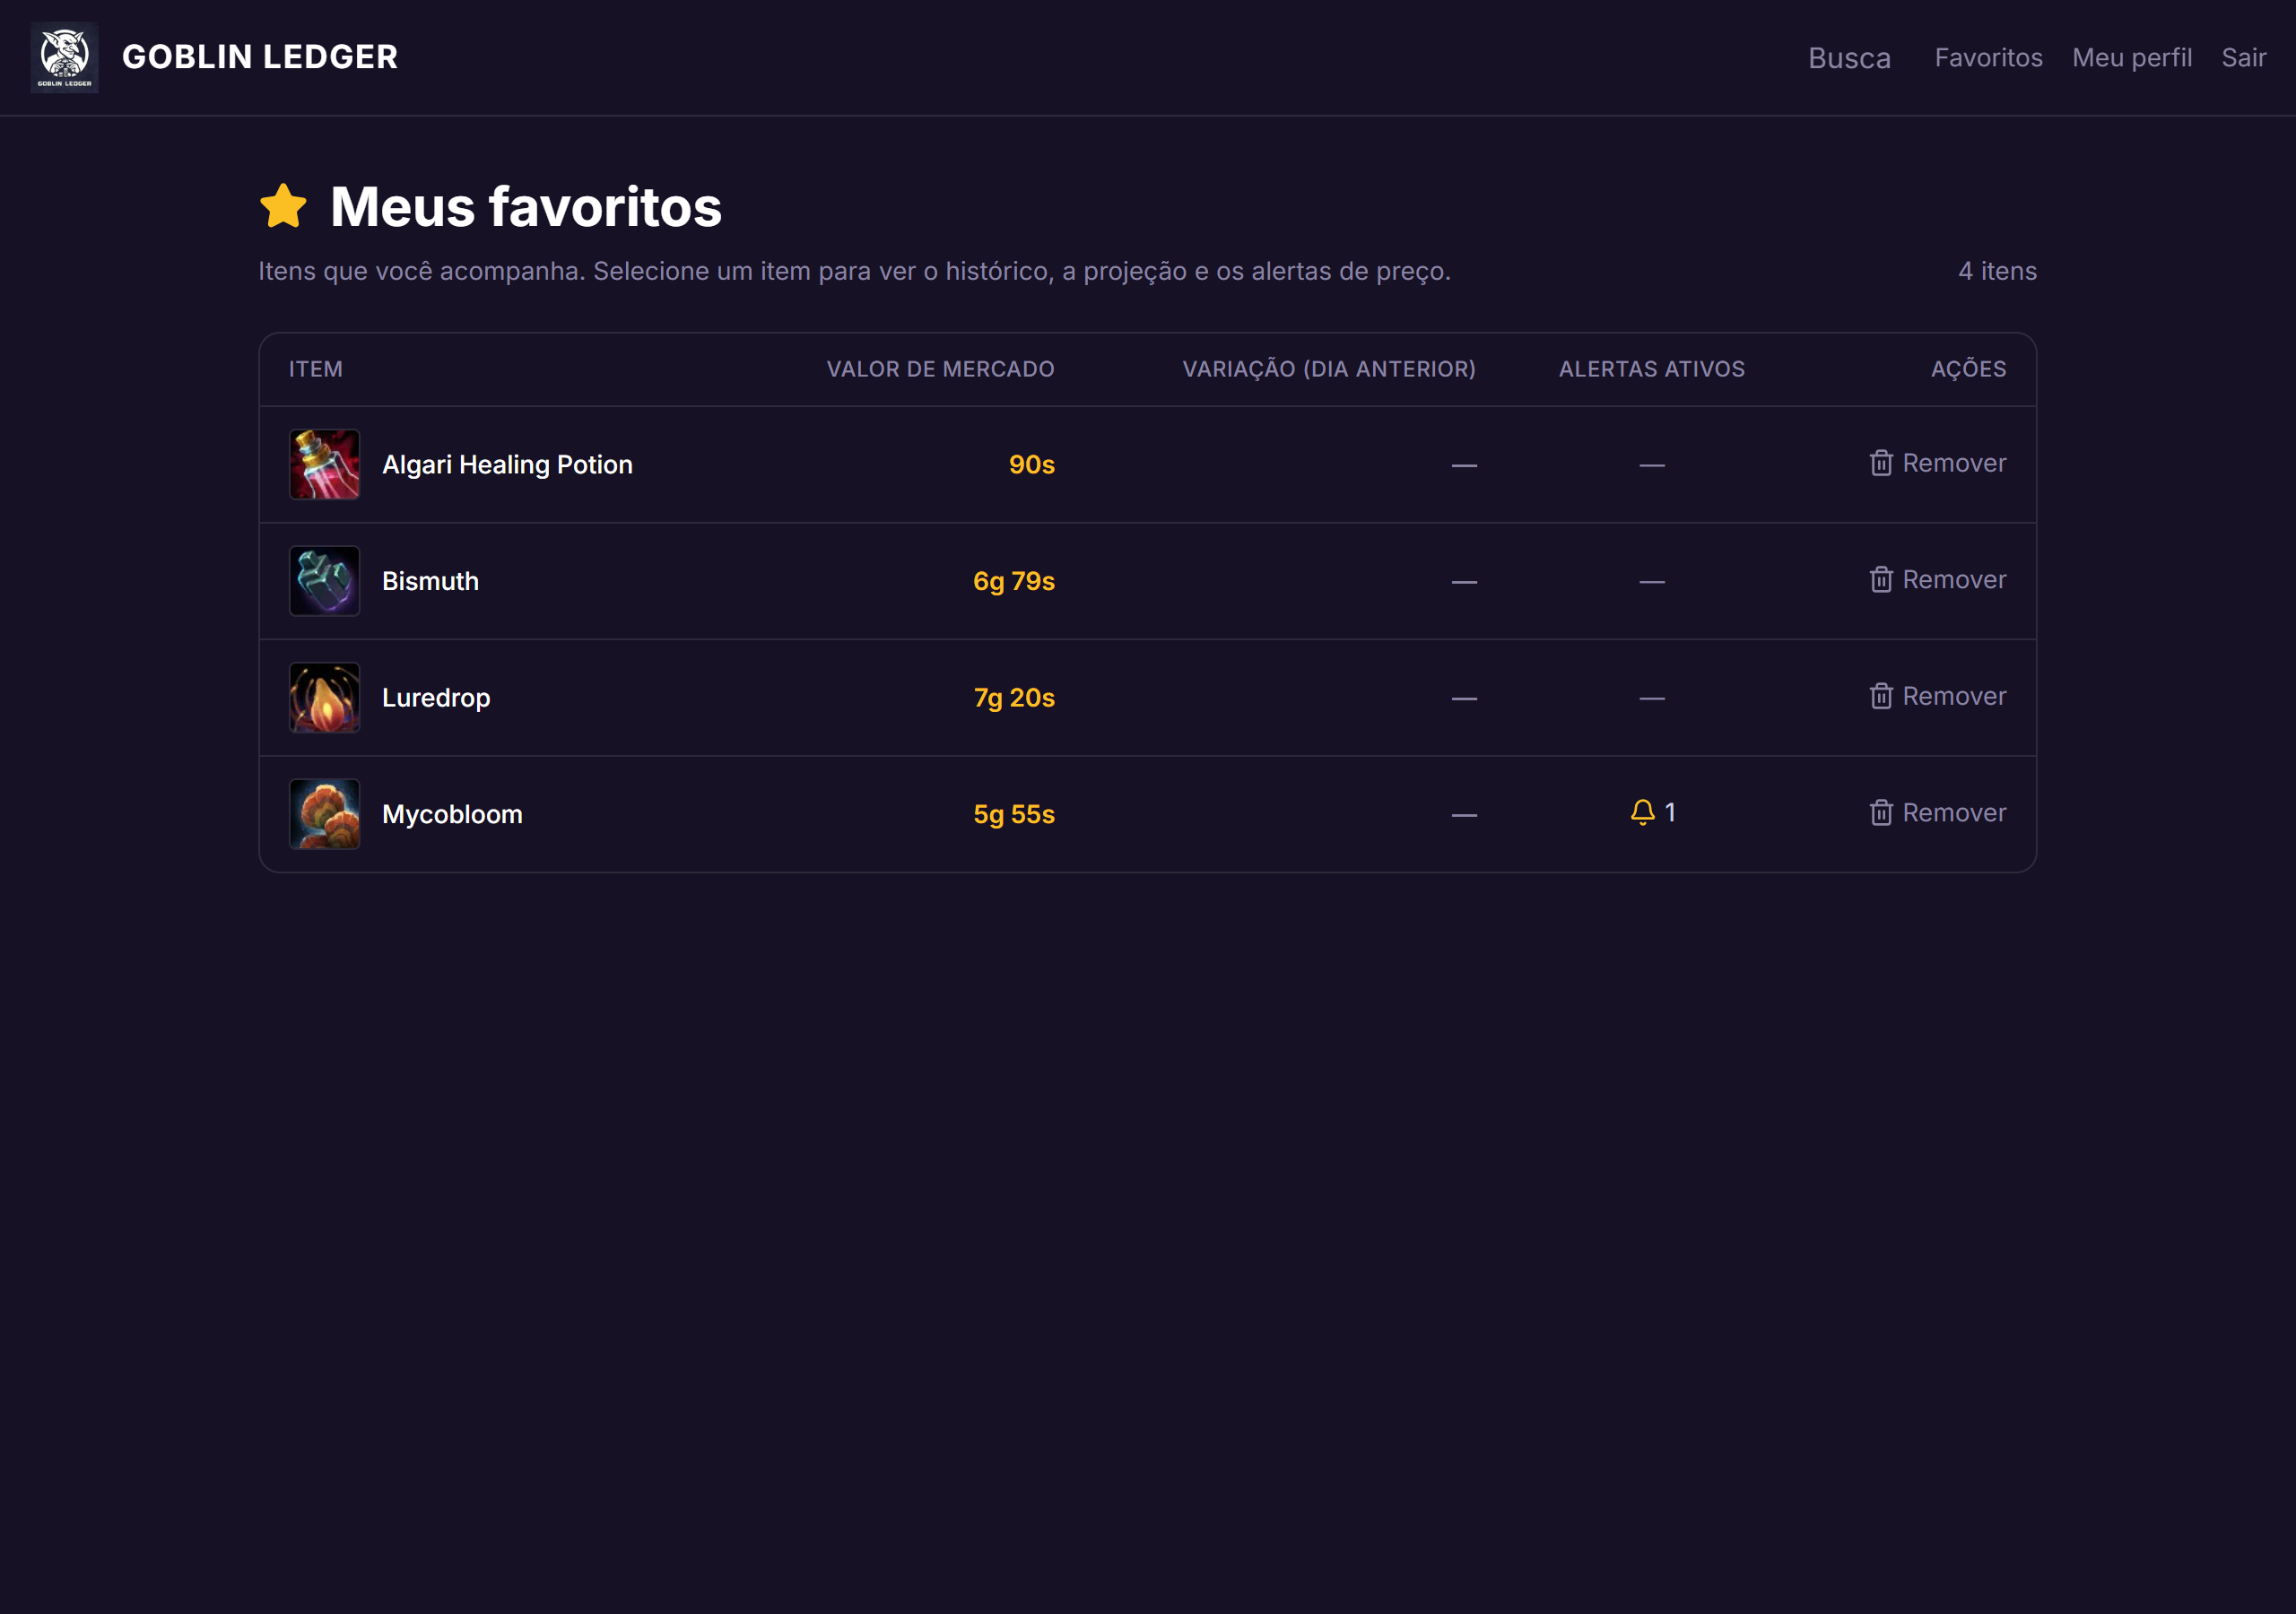 GOBLIN LEDGER
GOBLIN LEDGER
Busca Favoritos Meu perfil Sair
Meus favoritos
Itens que você acompanha. Selecione um item para ver o histórico, a projeção e os alertas de preço.
4 itens
ITEM VALOR DE MERCADO VARIAÇÃO (DIA ANTERIOR) ALERTAS ATIVOS AÇÕES
Algari Healing Potion 90s — — Remover
Bismuth 6g 79s — — Remover
Luredrop 7g 20s — — Remover
Mycobloom 5g 55s — 1 Remover